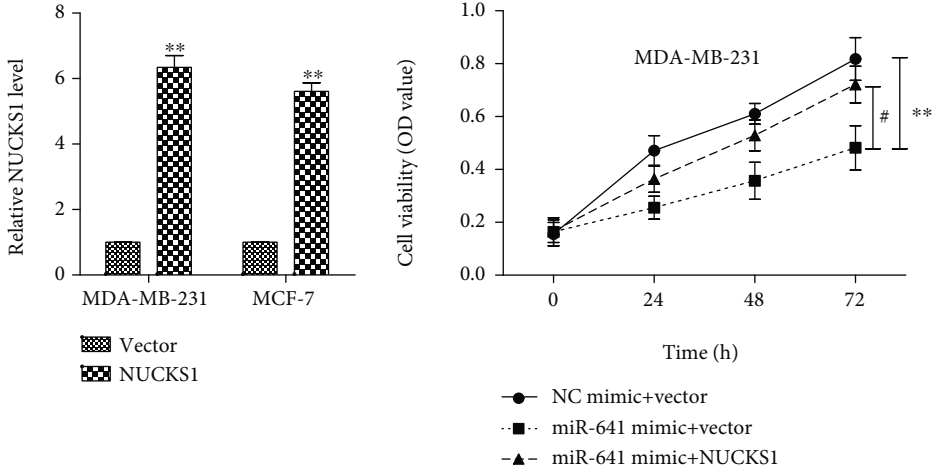 Relative NUCKS1 level
8
6
4
2
0
**
**
MDA-MB-231
MCF-7
Vector
NUCKS1
Cell viability (OD value)
1.0
0.8
0.6
0.4
0.2
0.0
MDA-MB-231
#
**
0
24
48
72
Time (h)
NC mimic+vector
miR-641 mimic+vector
miR-641 mimic+NUCKS1